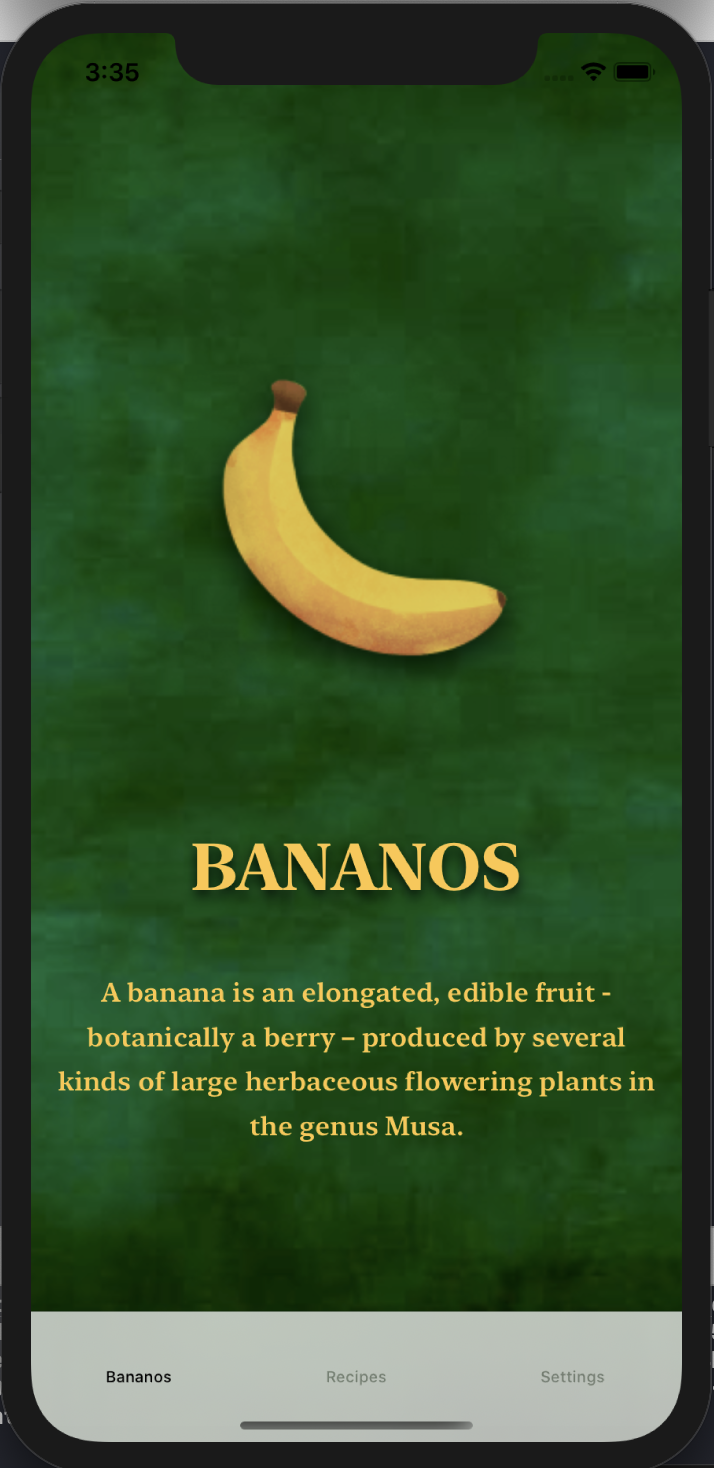 3:35
BANANOS
A banana is an elongated, edible fruit -
botanically a berry – produced by several
kinds of large herbaceous flowering plants in
the genus Musa.
Bananos Recipes Settings